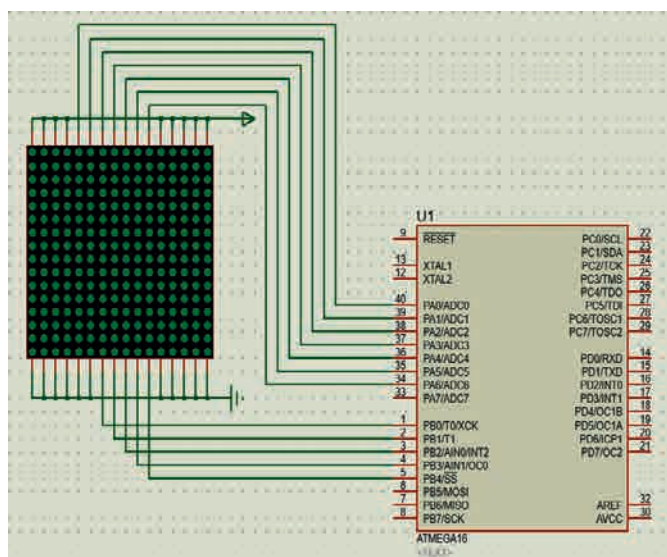 U1
9 RESET PC0/SCL 22
PC1/SDA 23
13 XTAL1 PC2/TCK 24
12 XTAL2 PC3/TMS 25
PC4/TDO 26
40 PA0/ADC0 PC5/TDI 27
39 PA1/ADC1 PC6/TOSC1 28
38 PA2/ADC2 PC7/TOSC2 29
37 PA3/ADC3
36 PA4/ADC4 PD0/RXD 14
35 PA5/ADC5 PD1/TXD 15
34 PA6/ADC6 PD2/INT0 16
33 PA7/ADC7 PD3/INT1 17
PD4/OC1B 18
1 PB0/T0/XCK PD5/OC1A 19
2 PB1/T1 PD6/ICP1 20
3 PB2/AIN0/INT2 PD7/OC2 21
4 PB3/AIN1/OC0
5 PB4/SS
6 PB5/MOSI
7 PB6/MISO AREF 32
8 PB7/SCK AVCC 30
ATMEGA16